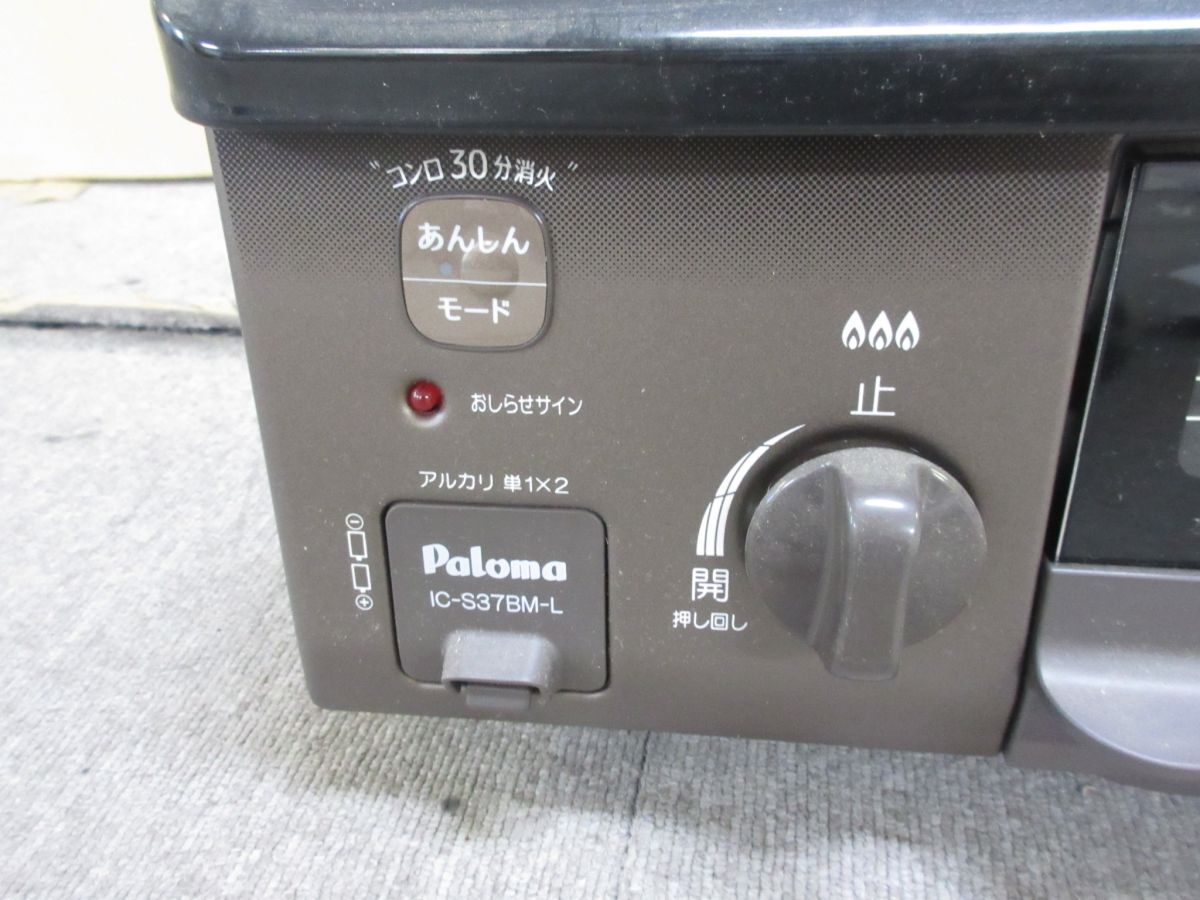 "コンロ30分消火"
あんしん
モード
おしらせサイン
アルカリ 単1×2
Paloma
IC-S37BM-L
止
開
押し回し